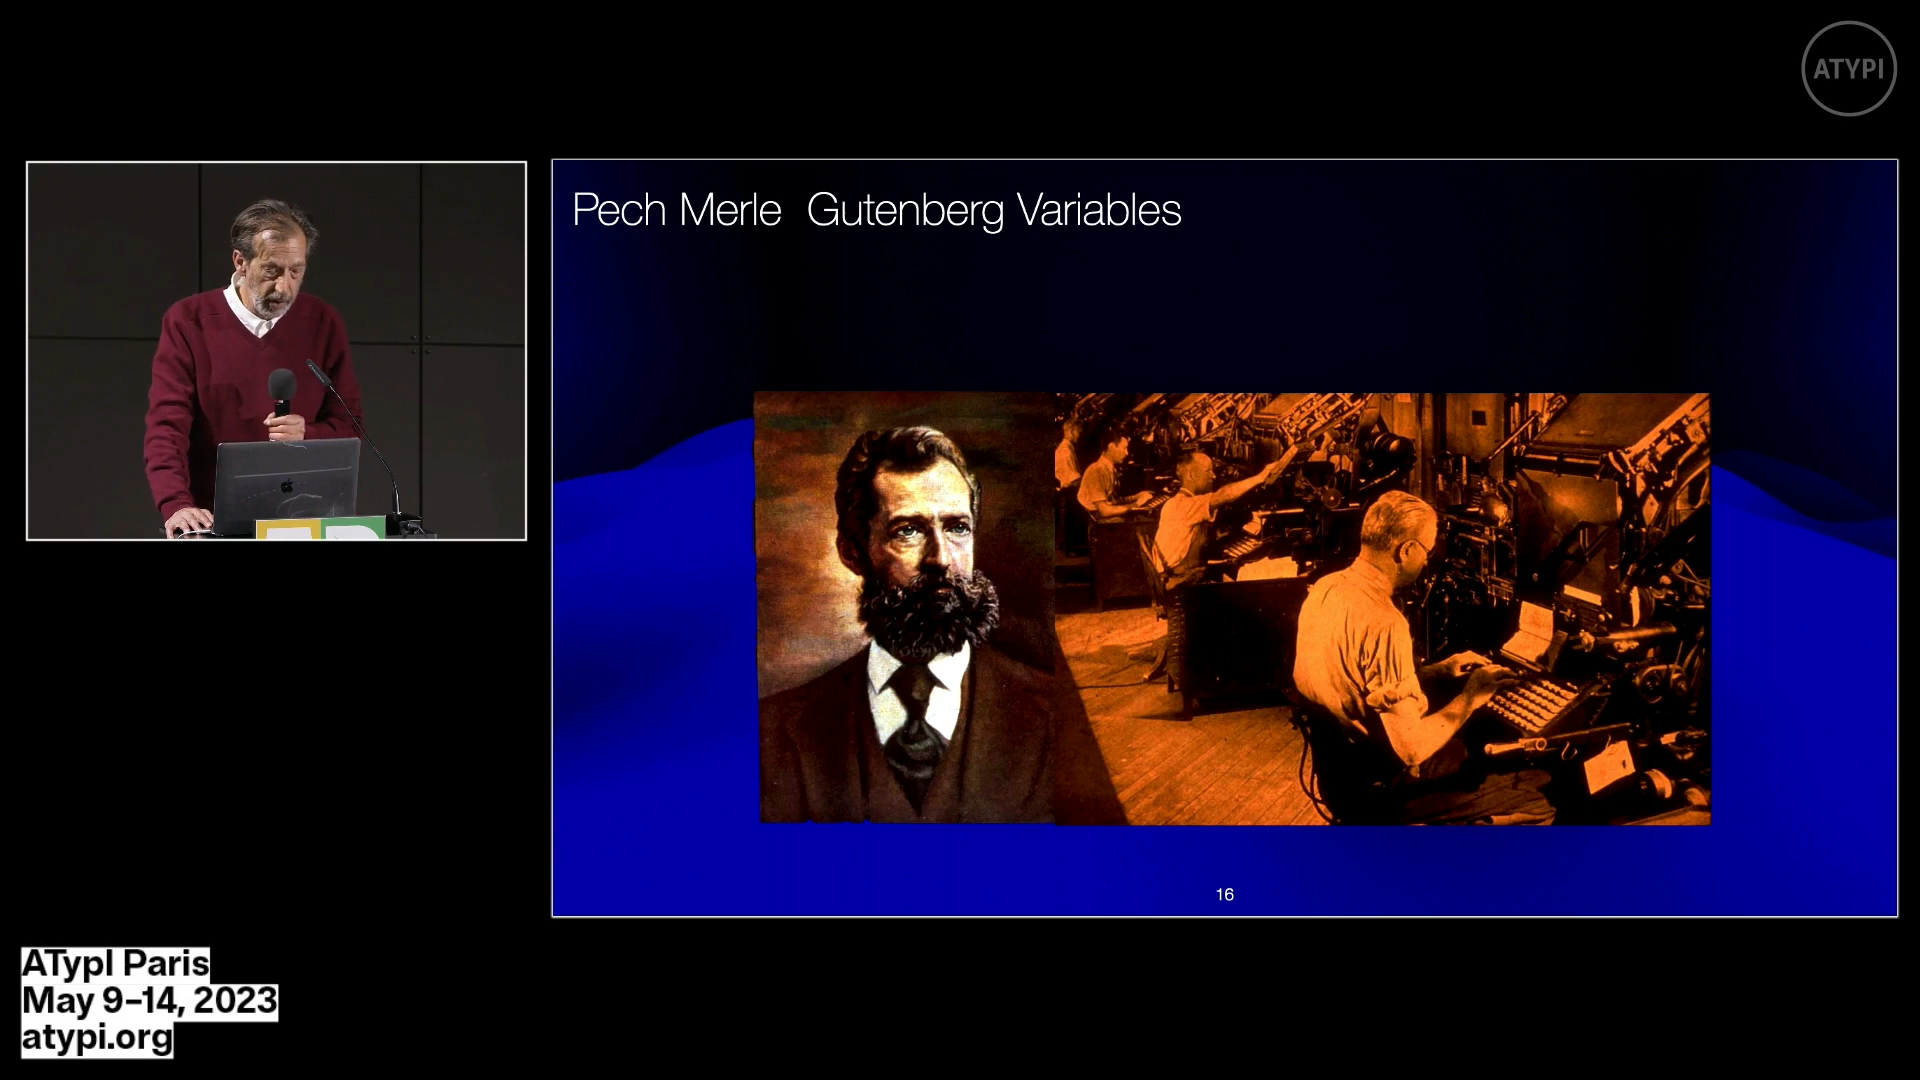 ATYPI
Pech Merle  Gutenberg Variables
16
ATypI Paris
May 9–14, 2023
atypi.org